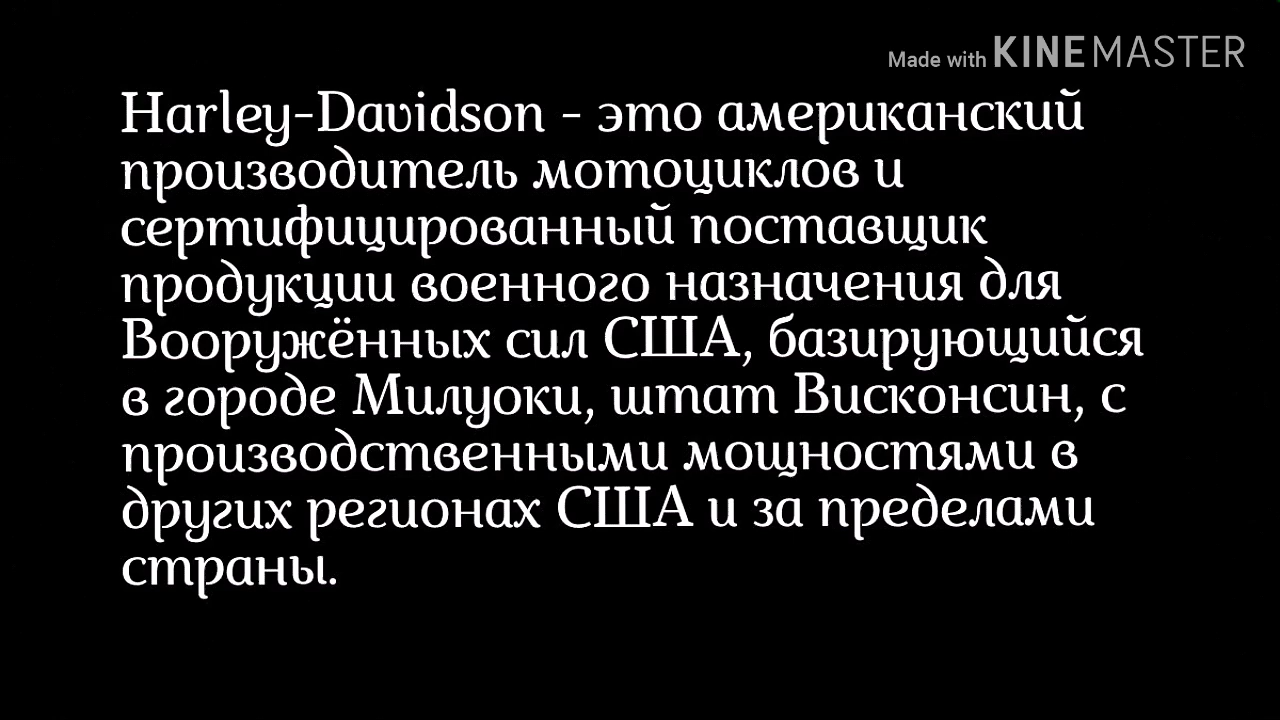 Made with KINEMASTER
Harley-Davidson - это американский
производитель мотоциклов и
сертифицированный поставщик
продукции военного назначения для
Вооружённых сил США, базирующийся
в городе Милуоки, штат Висконсин, с
производственными мощностями в
других регионах США и за пределами
страны.